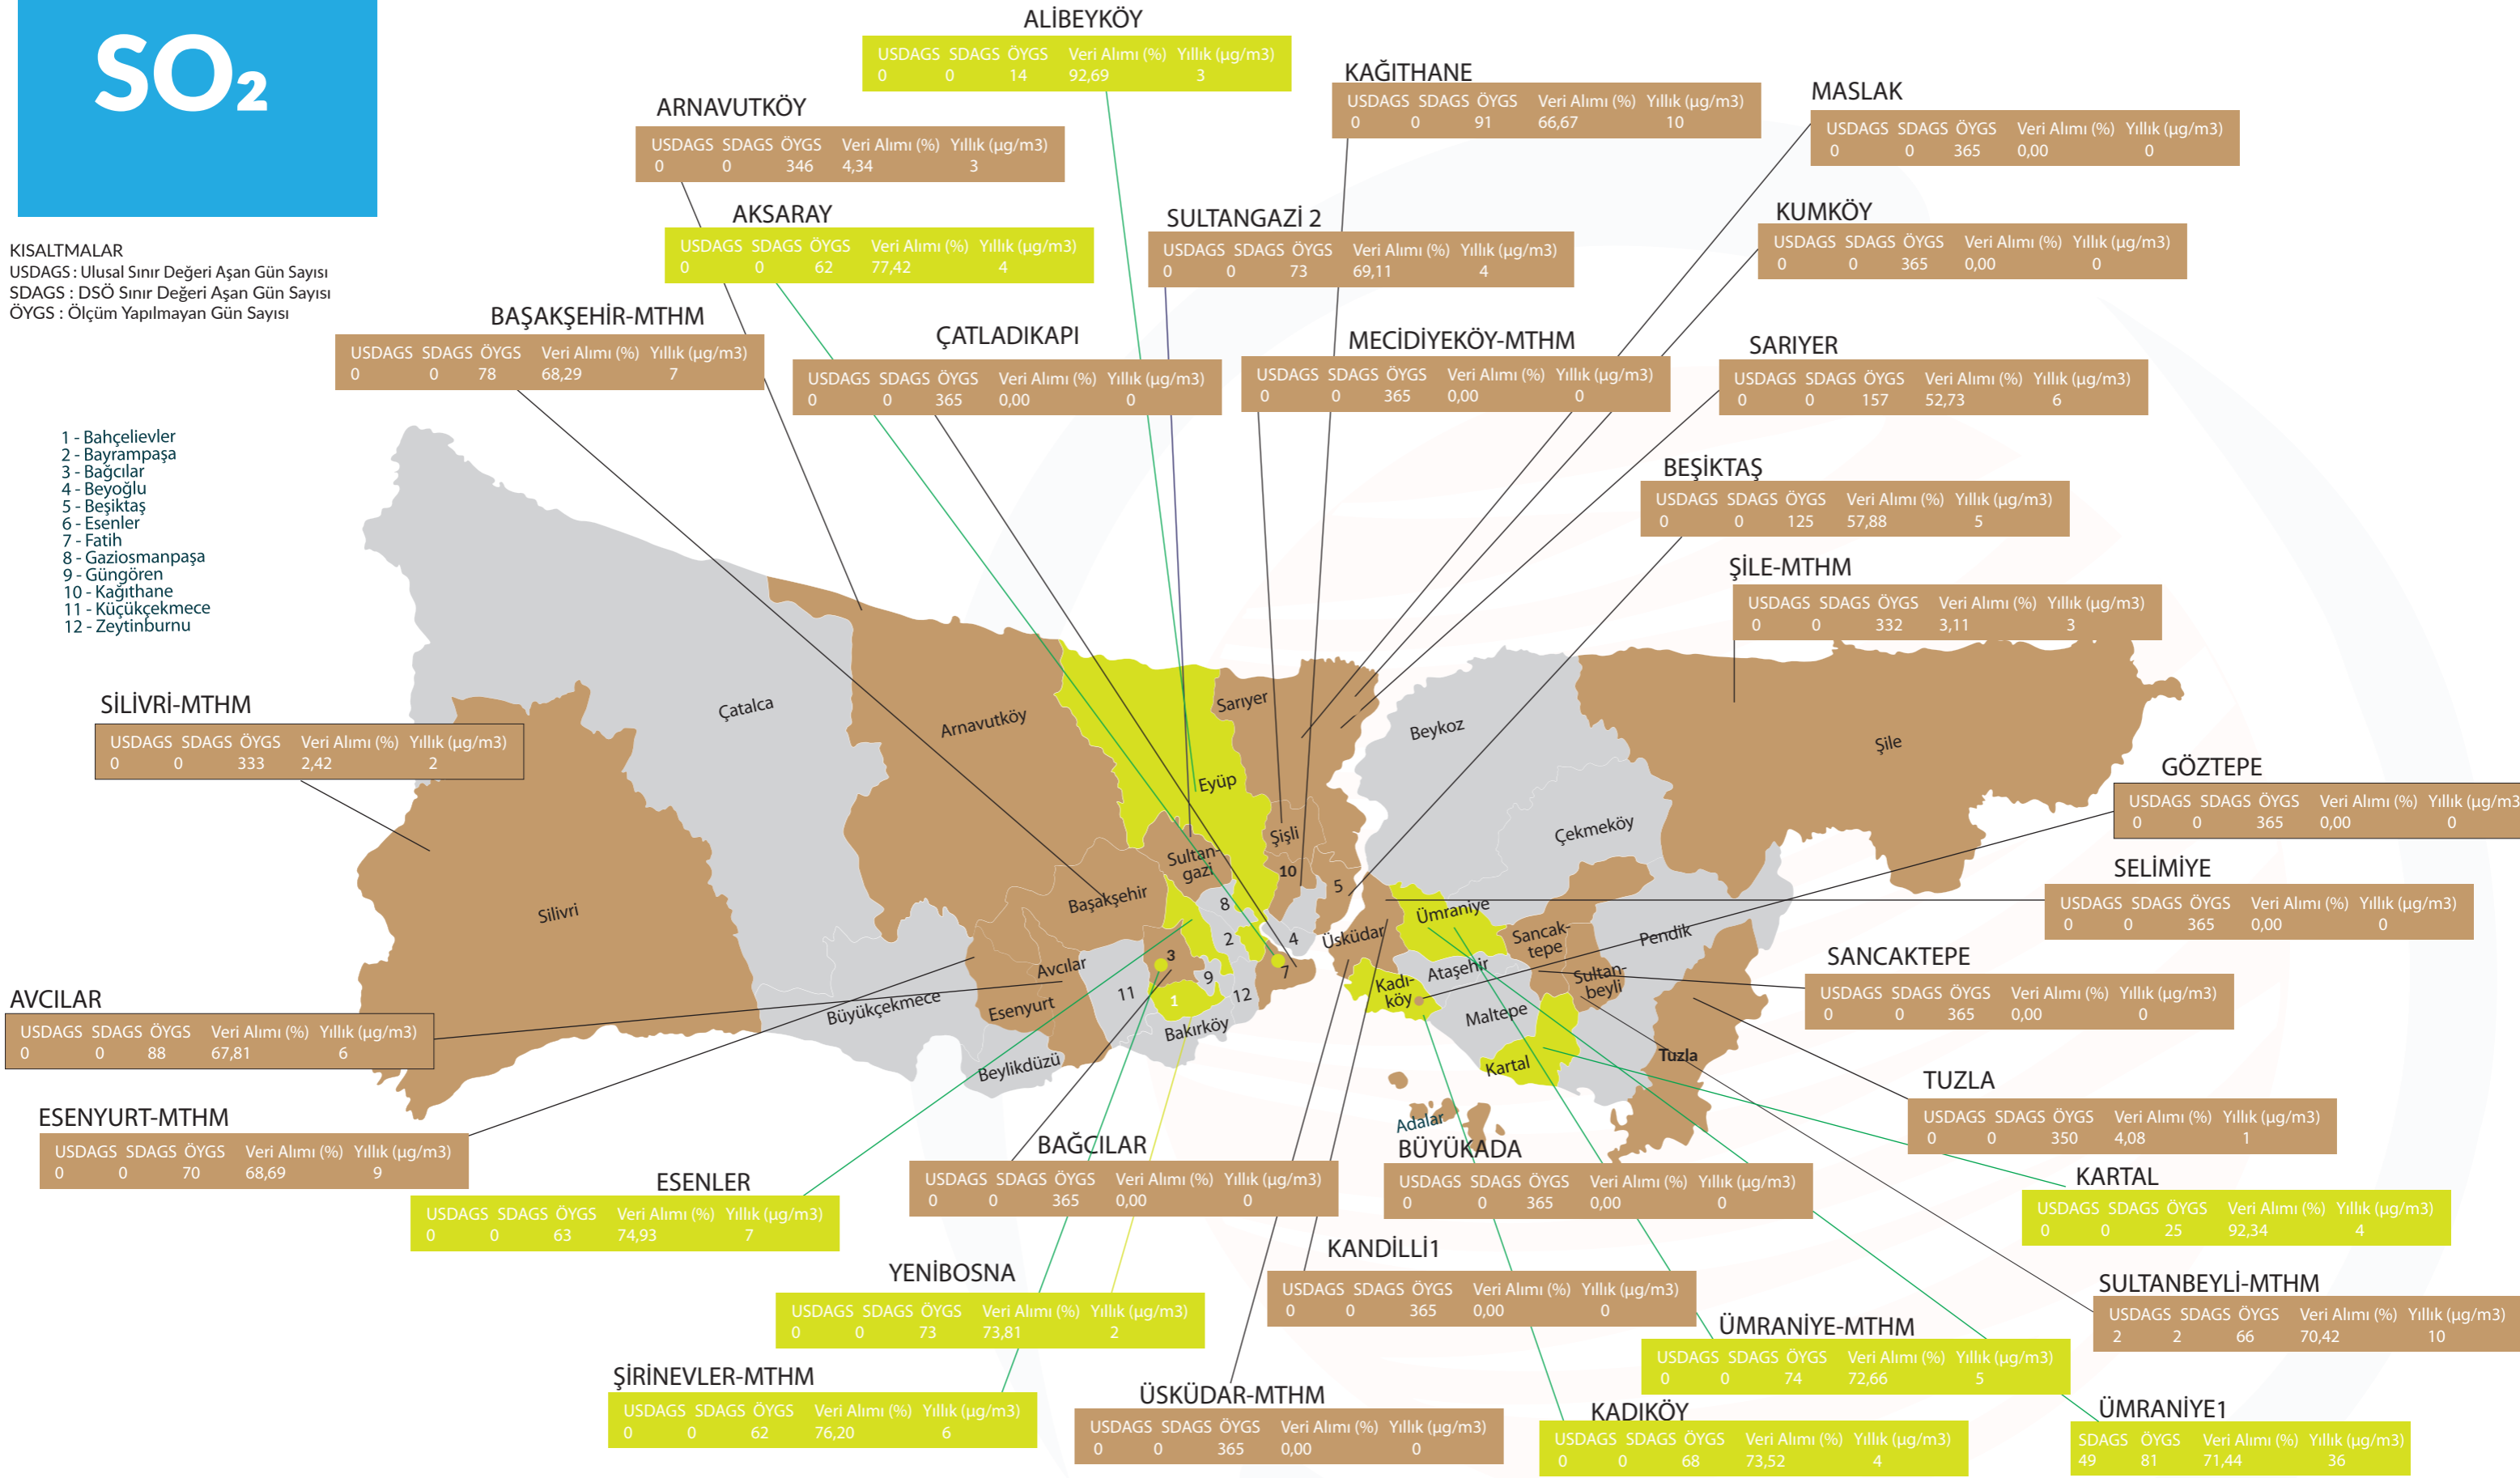 SO₂
KISALTMALAR
USDAGS : Ulusal Sınır Değeri Aşan Gün Sayısı
SDAGS : DSÖ Sınır Değeri Aşan Gün Sayısı
ÖYGS : Ölçüm Yapılmayan Gün Sayısı
1 - Bahçelievler
2 - Bayrampaşa
3 - Bağcılar
4 - Beyoğlu
5 - Beşiktaş
6 - Esenler
7 - Fatih
8 - Gaziosmanpaşa
9 - Güngören
10 - Kağıthane
11 - Küçükçekmece
12 - Zeytinburnu
ALİBEYKÖY
USDAGS SDAGS ÖYGS Veri Alımı (%) Yıllık (µg/m3)
0 0 14 92,69 3
KAĞITHANE
USDAGS SDAGS ÖYGS Veri Alımı (%) Yıllık (µg/m3)
0 0 91 66,67 10
MASLAK
USDAGS SDAGS ÖYGS Veri Alımı (%) Yıllık (µg/m3)
0 0 365 0,00 0
ARNAVUTKÖY
USDAGS SDAGS ÖYGS Veri Alımı (%) Yıllık (µg/m3)
0 0 346 4,34 3
AKSARAY
USDAGS SDAGS ÖYGS Veri Alımı (%) Yıllık (µg/m3)
0 0 62 77,42 4
SULTANGAZİ 2
USDAGS SDAGS ÖYGS Veri Alımı (%) Yıllık (µg/m3)
0 0 73 69,11 4
KUMKÖY
USDAGS SDAGS ÖYGS Veri Alımı (%) Yıllık (µg/m3)
0 0 365 0,00 0
BAŞAKŞEHİR-MTHM
USDAGS SDAGS ÖYGS Veri Alımı (%) Yıllık (µg/m3)
0 0 78 68,29 7
ÇATLADIKAPI
USDAGS SDAGS ÖYGS Veri Alımı (%) Yıllık (µg/m3)
0 0 365 0,00 0
MECİDİYEKÖY-MTHM
USDAGS SDAGS ÖYGS Veri Alımı (%) Yıllık (µg/m3)
0 0 365 0,00 0
SARIYER
USDAGS SDAGS ÖYGS Veri Alımı (%) Yıllık (µg/m3)
0 0 157 52,73 6
BEŞİKTAŞ
USDAGS SDAGS ÖYGS Veri Alımı (%) Yıllık (µg/m3)
0 0 125 57,88 5
ŞİLE-MTHM
USDAGS SDAGS ÖYGS Veri Alımı (%) Yıllık (µg/m3)
0 0 332 3,11 3
SİLİVRİ-MTHM
USDAGS SDAGS ÖYGS Veri Alımı (%) Yıllık (µg/m3)
0 0 333 2,42 2
GÖZTEPE
USDAGS SDAGS ÖYGS Veri Alımı (%) Yıllık (µg/m3
0 0 365 0,00 0
SELİMİYE
USDAGS SDAGS ÖYGS Veri Alımı (%) Yıllık (µg/m3)
0 0 365 0,00 0
SANCAKTEPE
USDAGS SDAGS ÖYGS Veri Alımı (%) Yıllık (µg/m3)
0 0 365 0,00 0
Çatalca
Arnavutköy
Sarıyer
Eyüp
Beykoz
Şile
Çekmeköy
Şişli
Sultan-
gazi
10
5
Başakşehir
8
Silivri
2
4
Üsküdar
Ümraniye
Sancak-
tepe
Pendik
3
7
Avcılar
9
Ataşehir
Sultan-
beyli
Kadı-
köy
11
1
12
Büyükçekmece
Esenyurt
Bakırköy
Maltepe
Beylikdüzü
Kartal
Tuzla
Adalar
AVCILAR
USDAGS SDAGS ÖYGS Veri Alımı (%) Yıllık (µg/m3)
0 0 88 67,81 6
ESENYURT-MTHM
USDAGS SDAGS ÖYGS Veri Alımı (%) Yıllık (µg/m3)
0 0 70 68,69 9
TUZLA
USDAGS SDAGS ÖYGS Veri Alımı (%) Yıllık (µg/m3)
0 0 350 4,08 1
ESENLER
USDAGS SDAGS ÖYGS Veri Alımı (%) Yıllık (µg/m3)
0 0 63 74,93 7
BAĞCILAR
USDAGS SDAGS ÖYGS Veri Alımı (%) Yıllık (µg/m3)
0 0 365 0,00 0
BÜYÜKADA
USDAGS SDAGS ÖYGS Veri Alımı (%) Yıllık (µg/m3)
0 0 365 0,00 0
KARTAL
USDAGS SDAGS ÖYGS Veri Alımı (%) Yıllık (µg/m3)
0 0 25 92,34 4
YENİBOSNA
USDAGS SDAGS ÖYGS Veri Alımı (%) Yıllık (µg/m3)
0 0 73 73,81 2
KANDİLLİ1
USDAGS SDAGS ÖYGS Veri Alımı (%) Yıllık (µg/m3)
0 0 365 0,00 0
SULTANBEYLİ-MTHM
USDAGS SDAGS ÖYGS Veri Alımı (%) Yıllık (µg/m3)
2 2 66 70,42 10
ÜMRANİYE-MTHM
USDAGS SDAGS ÖYGS Veri Alımı (%) Yıllık (µg/m3)
0 0 74 72,66 5
ŞİRİNEVLER-MTHM
USDAGS SDAGS ÖYGS Veri Alımı (%) Yıllık (µg/m3)
0 0 62 76,20 6
ÜSKÜDAR-MTHM
USDAGS SDAGS ÖYGS Veri Alımı (%) Yıllık (µg/m3)
0 0 365 0,00 0
KADIKÖY
USDAGS SDAGS ÖYGS Veri Alımı (%) Yıllık (µg/m3)
0 0 68 73,52 4
ÜMRANİYE1
SDAGS ÖYGS Veri Alımı (%) Yıllık (µg/m3)
49 81 71,44 36